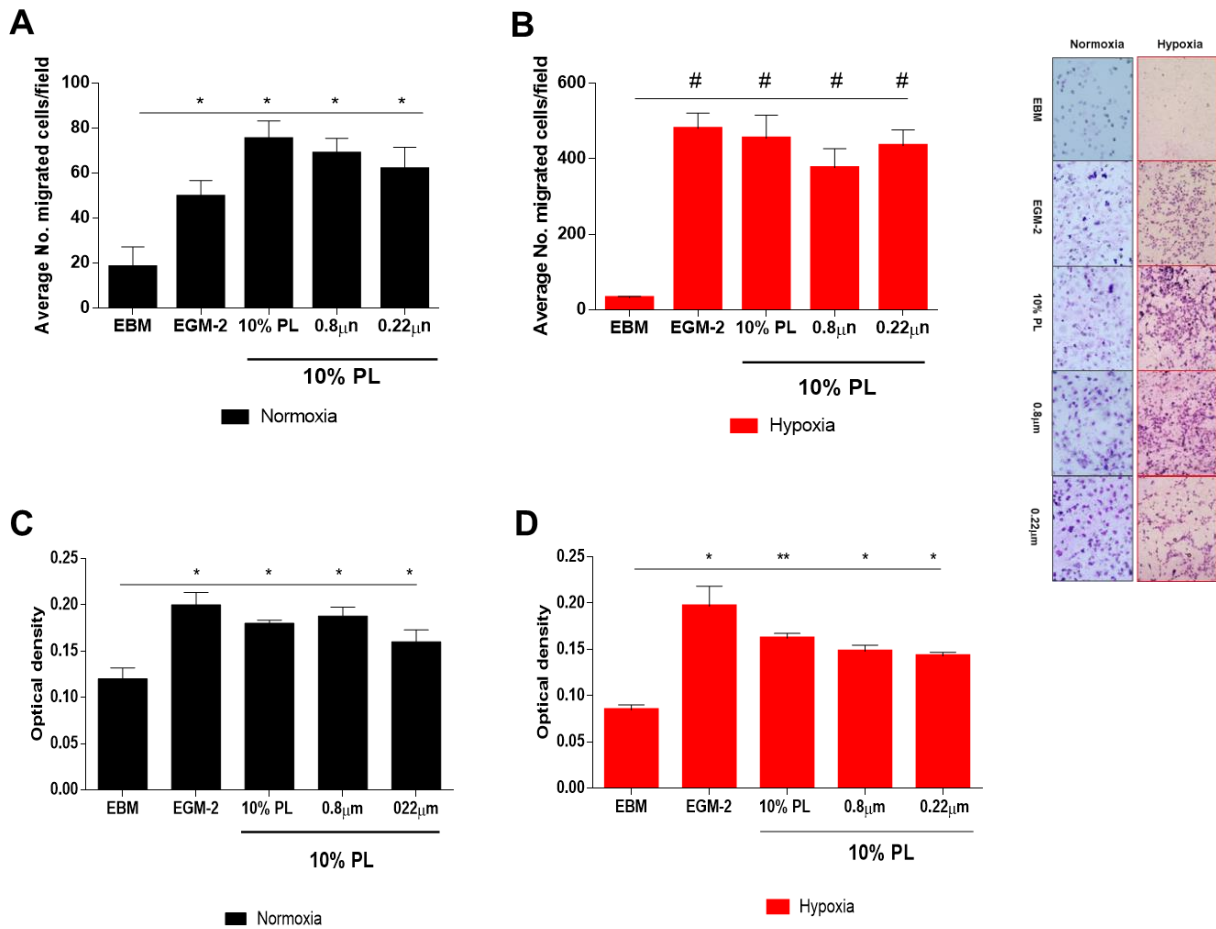 A
Average No. migrated cells/field
100
80
60
40
20
0
* * * *
EBM EGM-2 10% PL 0.8μn 0.22μn
10% PL
Normoxia
B
Average No. migrated cells/field
600
400
200
0
# # # #
EBM EGM-2 10% PL 0.8μn 0.22μn
10% PL
Hypoxia
Normoxia Hypoxia
EBM
EGM-2
10% PL
0.8μm
0.22μm
C
Optical density
0.25
0.20
0.15
0.10
0.05
0.00
* * * *
EBM EGM-2 10% PL 0.8μm 022μm
10% PL
Normoxia
D
Optical density
0.25
0.20
0.15
0.10
0.05
0.00
* ** * *
EBM EGM-2 10% PL 0.8μm 0.22μm
10% PL
Hypoxia